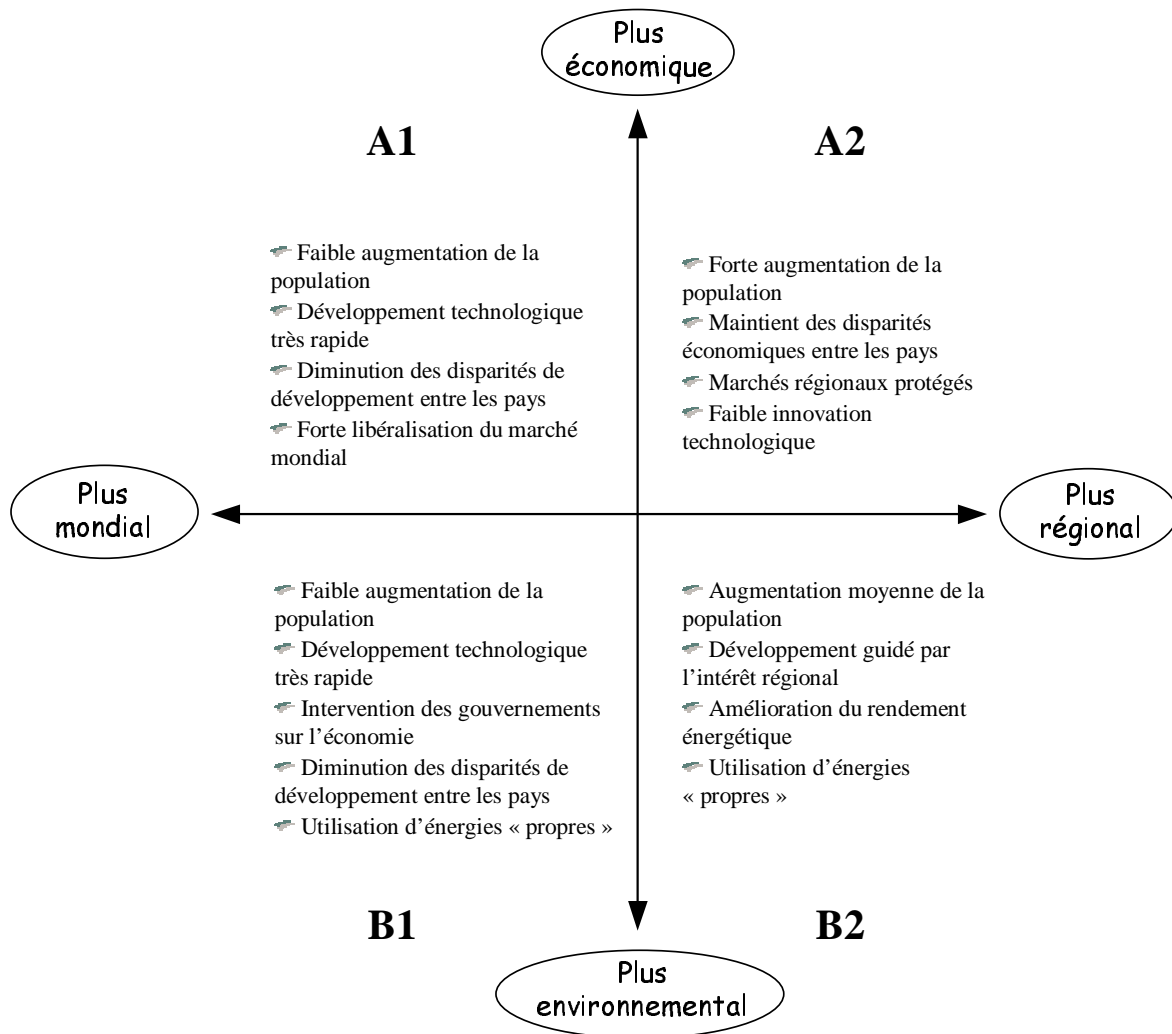 Plus
économique
A1
A2
Faible augmentation de la
population
Développement technologique
très rapide
Diminution des disparités de
développement entre les pays
Forte libéralisation du marché
mondial
Forte augmentation de la
population
Maintient des disparités
économiques entre les pays
Marchés régionaux protégés
Faible innovation
technologique
Plus
mondial
Plus
régional
Faible augmentation de la
population
Développement technologique
très rapide
Intervention des gouvernements
sur l’économie
Diminution des disparités de
développement entre les pays
Utilisation d’énergies « propres »
Augmentation moyenne de la
population
Développement guidé par
l’intérêt régional
Amélioration du rendement
énergétique
Utilisation d’énergies
« propres »
B1
B2
Plus
environnemental